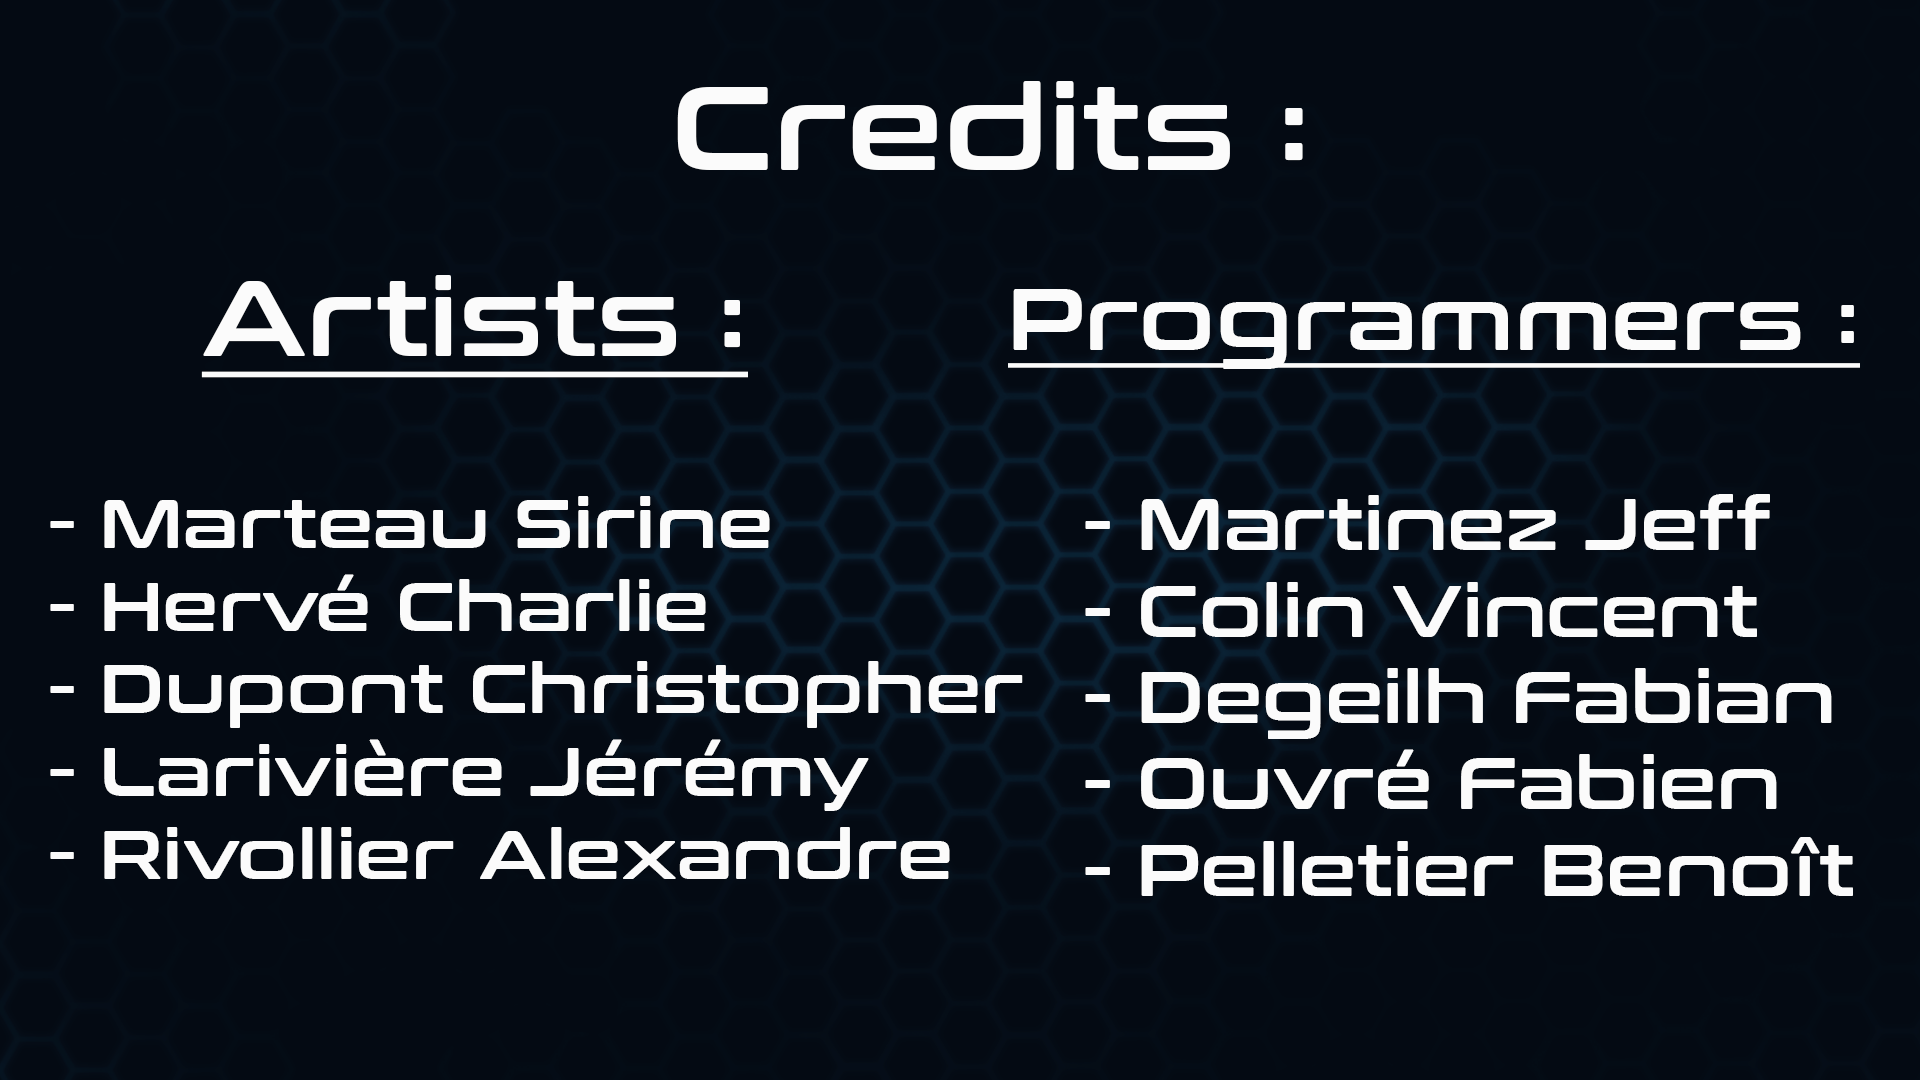 Credits :
Artists :
- Marteau Sirine
- Hervé Charlie
- Dupont Christopher
- Larivière Jérémy
- Rivollier Alexandre
Programmers :
- Martinez Jeff
- Colin Vincent
- Degeilh Fabian
- Ouvré Fabien
- Pelletier Benoît